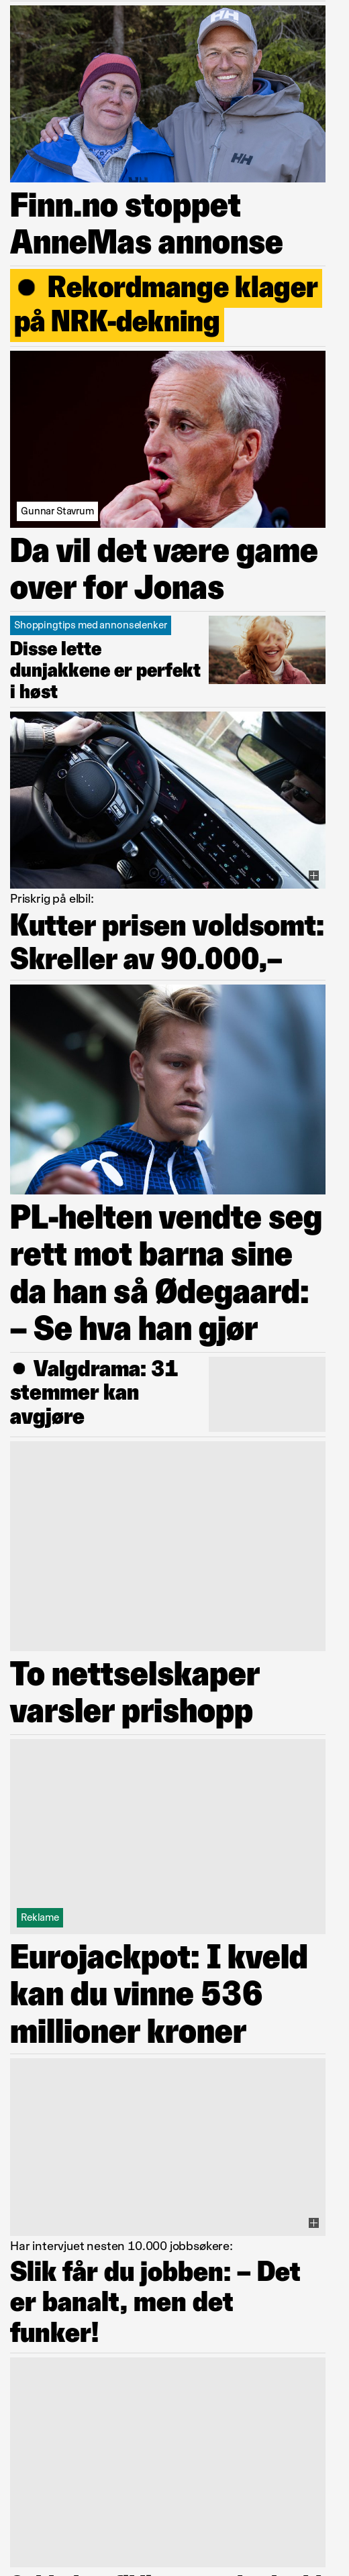 HH
HH
HH
Finn.no stoppet
AnneMas annonse
Rekordmange klager
på NRK-dekning
Gunnar Stavrum
Da vil det være game
over for Jonas
Shoppingtips med annonselenker
Disse lette
dunjakkene er perfekt
i høst
Priskrig på elbil:
Kutter prisen voldsomt:
Skreller av 90.000,–
PL-helten vendte seg
rett mot barna sine
da han så Ødegaard:
– Se hva han gjør
Valgdrama: 31
stemmer kan
avgjøre
To nettselskaper
varsler prishopp
Reklame
Eurojackpot: I kveld
kan du vinne 536
millioner kroner
Har intervjuet nesten 10.000 jobbsøkere:
Slik får du jobben: – Det
er banalt, men det
funker!